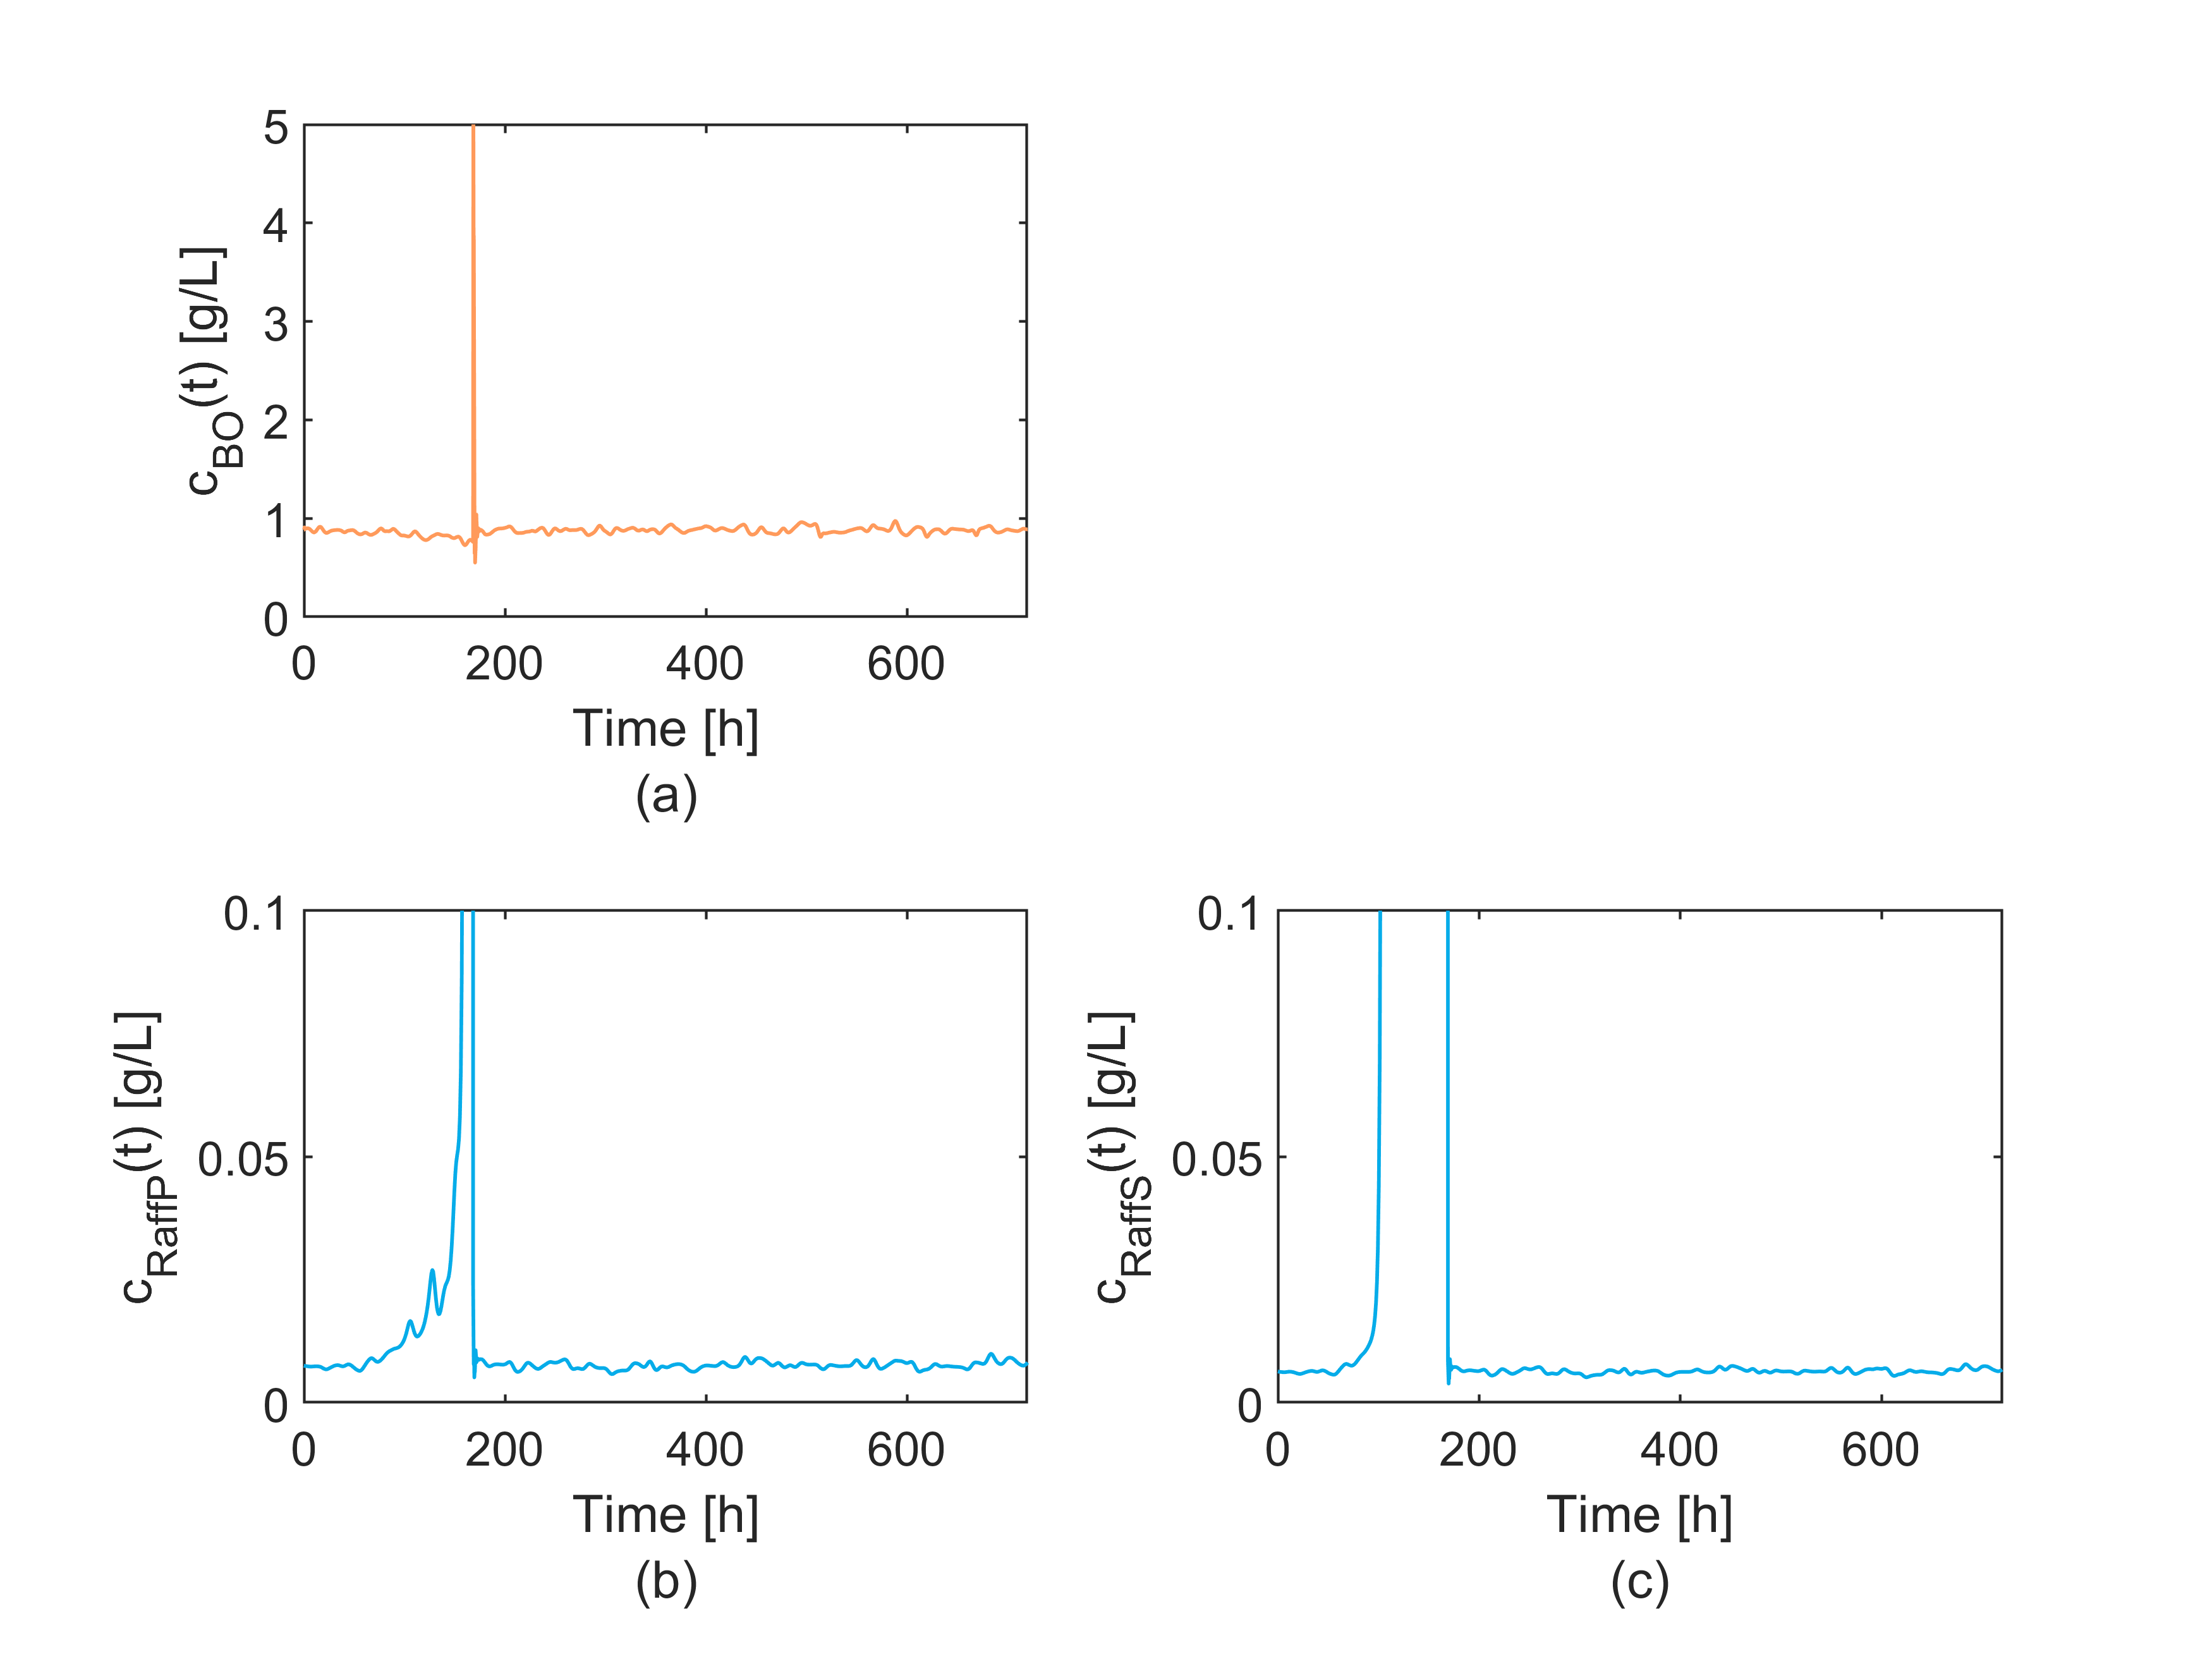 5
4
3
2
1
0
c_BO(t) [g/L]
0 200 400 600
Time [h]
(a)
0.1
0.05
0
c_RaffP(t) [g/L]
0 200 400 600
Time [h]
(b)
0.1
0.05
0
c_RaffS(t) [g/L]
0 200 400 600
Time [h]
(c)